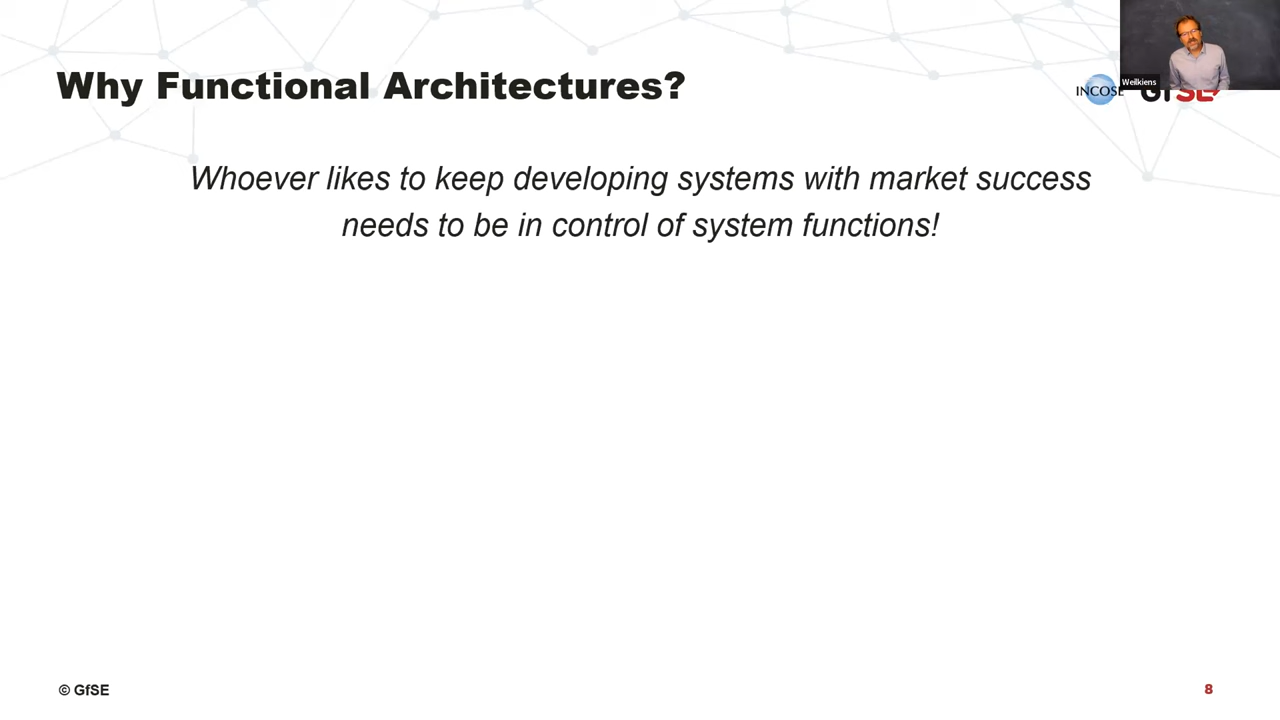 Why Functional Architectures?
INCOSE
GfSE
Weilkiens
Whoever likes to keep developing systems with market success
needs to be in control of system functions!
© GfSE
8